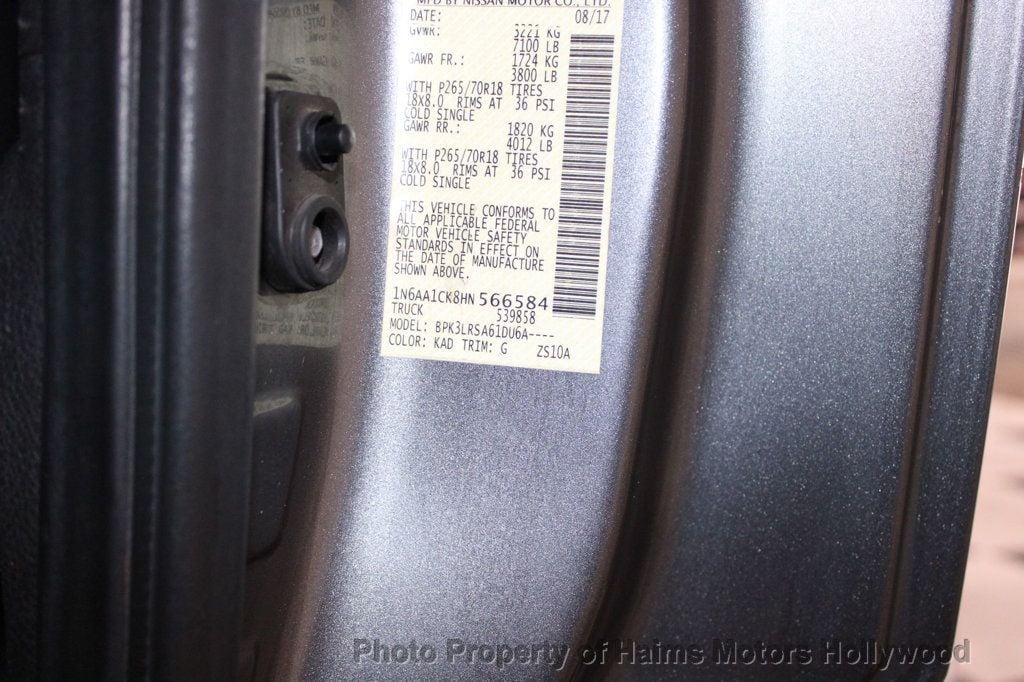 MFD BY NISSAN MOTOR CO., LTD.
DATE: 08/17
GVWR: 3221 KG
7100 LB
GAWR FR.: 1724 KG
3800 LB
WITH P265/70R18 TIRES
18X8.0 RIMS AT 36 PSI
COLD SINGLE
GAWR RR.: 1820 KG
4012 LB
WITH P265/70R18 TIRES
18X8.0 RIMS AT 36 PSI
COLD SINGLE
THIS VEHICLE CONFORMS TO
ALL APPLICABLE FEDERAL
MOTOR VEHICLE SAFETY
STANDARDS IN EFFECT ON
THE DATE OF MANUFACTURE
SHOWN ABOVE.
1N6AA1CK8HN 566584
TRUCK 539858
MODEL: BPK3LRSA61DU6A----
COLOR: KAD TRIM: G ZS10A
Photo Property of Haims Motors Hollywood